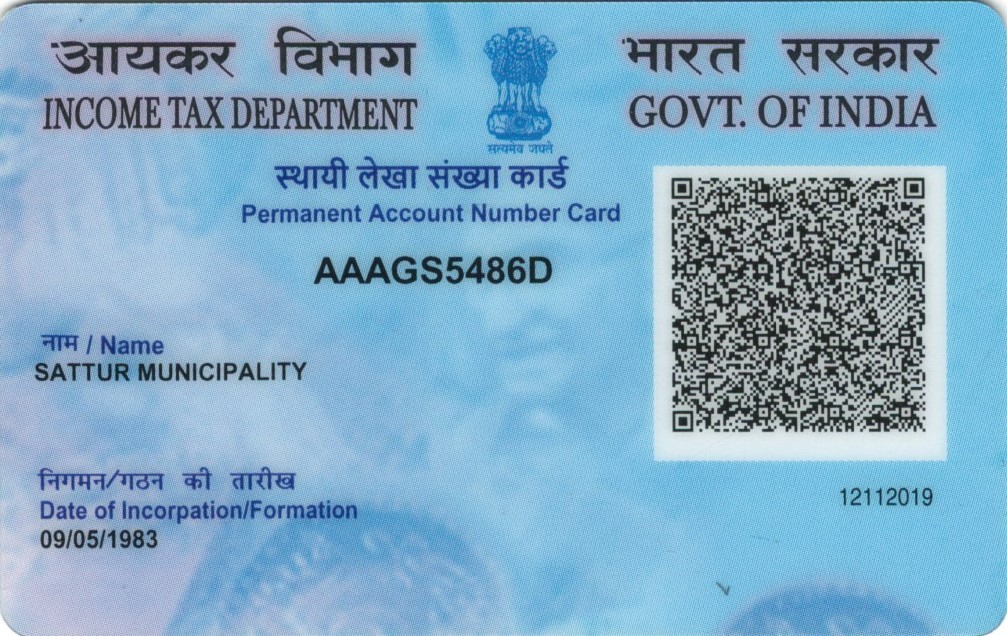 आयकर विभाग
INCOME TAX DEPARTMENT
सत्यमेव जयते
भारत सरकार
GOVT. OF INDIA
स्थायी लेखा संख्या कार्ड
Permanent Account Number Card
AAAGS5486D
नाम / Name
SATTUR MUNICIPALITY
निगमन/गठन की तारीख
Date of Incorpation/Formation
09/05/1983
12112019